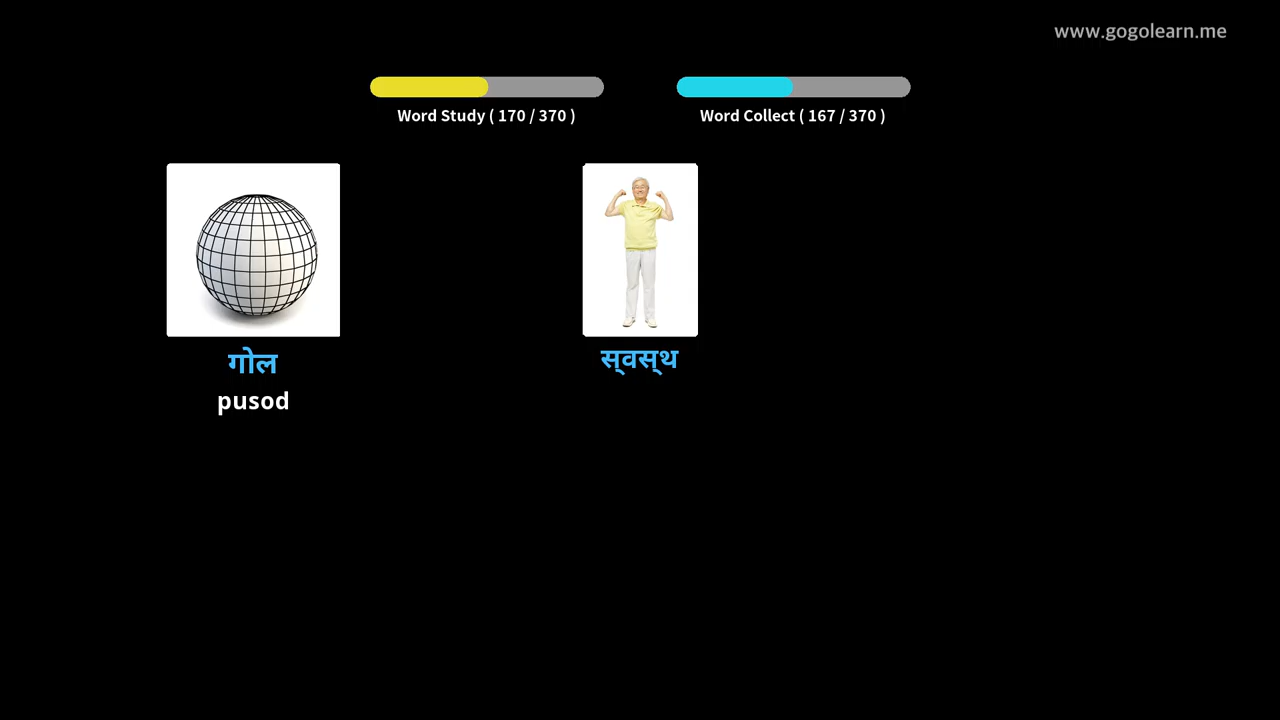 www.gogolearn.me
Word Study ( 170 / 370 )
Word Collect ( 167 / 370 )
गोल
pusod
स्वस्थ